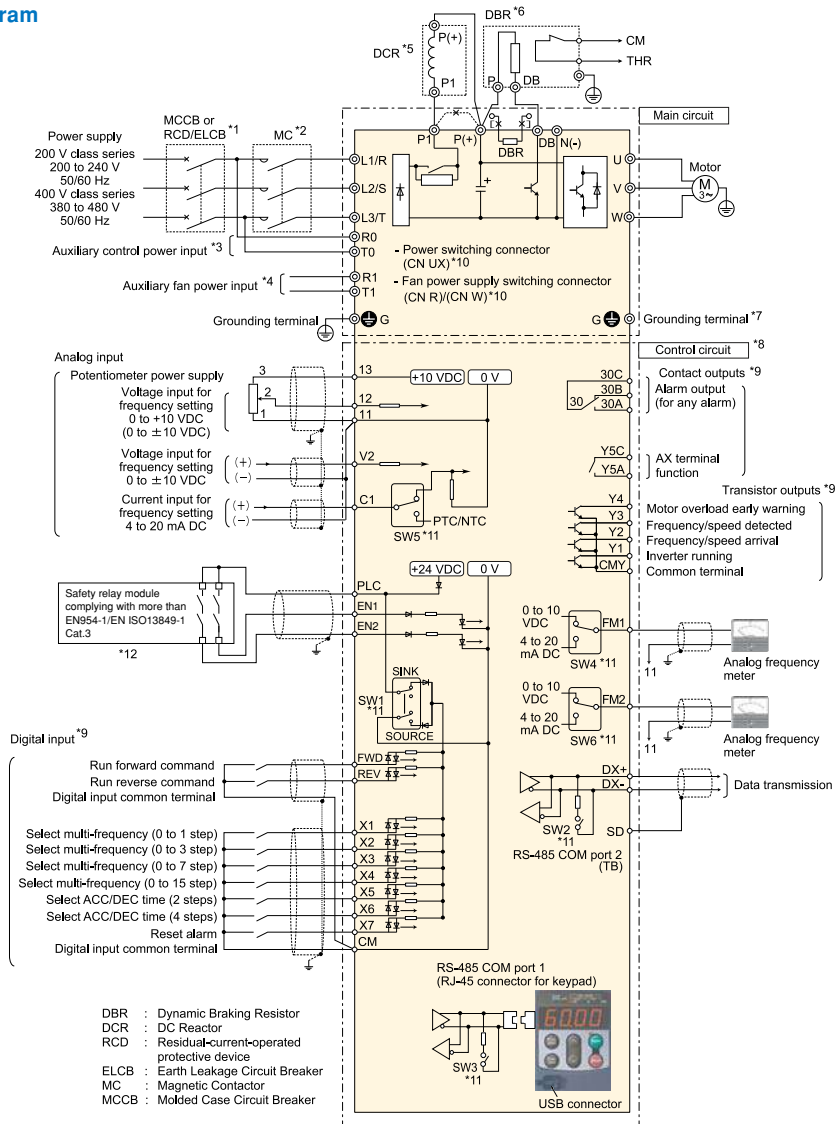 ram
DBR *6
DCR *5
P(+)
P1
P
DB
CM
THR
Main circuit
Power supply
200 V class series
200 to 240 V
50/60 Hz
400 V class series
380 to 480 V
50/60 Hz
MCCB or
RCD/ELCB *1
MC *2
P1
P(+)
DBR
DB
N(-)
L1/R
L2/S
L3/T
R0
T0
R1
T1
U
V
W
Motor
M
3~
+
Auxiliary control power input *3
Auxiliary fan power input *4
- Power switching connector
(CN UX)*10
- Fan power supply switching connector
(CN R)/(CN W)*10
Grounding terminal
G
G
Grounding terminal *7
Control circuit *8
Analog input
Potentiometer power supply
Voltage input for
frequency setting
0 to +10 VDC
(0 to ±10 VDC)
3
2
1
13
12
11
+10 VDC
0 V
Voltage input for
frequency setting
0 to ±10 VDC
(+)
(-)
V2
Current input for
frequency setting
4 to 20 mA DC
(+)
(-)
C1
PTC/NTC
SW5 *11
Contact outputs *9
30C
30B
30
30A
Alarm output
(for any alarm)
Y5C
Y5A
AX terminal
function
Transistor outputs *9
Y4
Motor overload early warning
Y3
Frequency/speed detected
Y2
Frequency/speed arrival
Y1
Inverter running
CMY
Common terminal
Safety relay module
complying with more than
EN954-1/EN ISO13849-1
Cat.3
*12
PLC
EN1
EN2
+24 VDC
0 V
SINK
SW1
*11
SOURCE
0 to 10
VDC
4 to 20
mA DC
SW4 *11
FM1
11
Analog frequency
meter
0 to 10
VDC
4 to 20
mA DC
SW6 *11
FM2
11
Analog frequency
meter
Digital input *9
Run forward command
Run reverse command
Digital input common terminal
FWD
REV
Select multi-frequency (0 to 1 step)
Select multi-frequency (0 to 3 step)
Select multi-frequency (0 to 7 step)
Select multi-frequency (0 to 15 step)
Select ACC/DEC time (2 steps)
Select ACC/DEC time (4 steps)
Reset alarm
Digital input common terminal
X1
X2
X3
X4
X5
X6
X7
CM
DX+
DX-
Data transmission
SW2
*11
SD
RS-485 COM port 2
(TB)
RS-485 COM port 1
(RJ-45 connector for keypad)
SW3
*11
60.00
USB connector
DBR : Dynamic Braking Resistor
DCR : DC Reactor
RCD : Residual-current-operated
protective device
ELCB : Earth Leakage Circuit Breaker
MC : Magnetic Contactor
MCCB : Molded Case Circuit Breaker